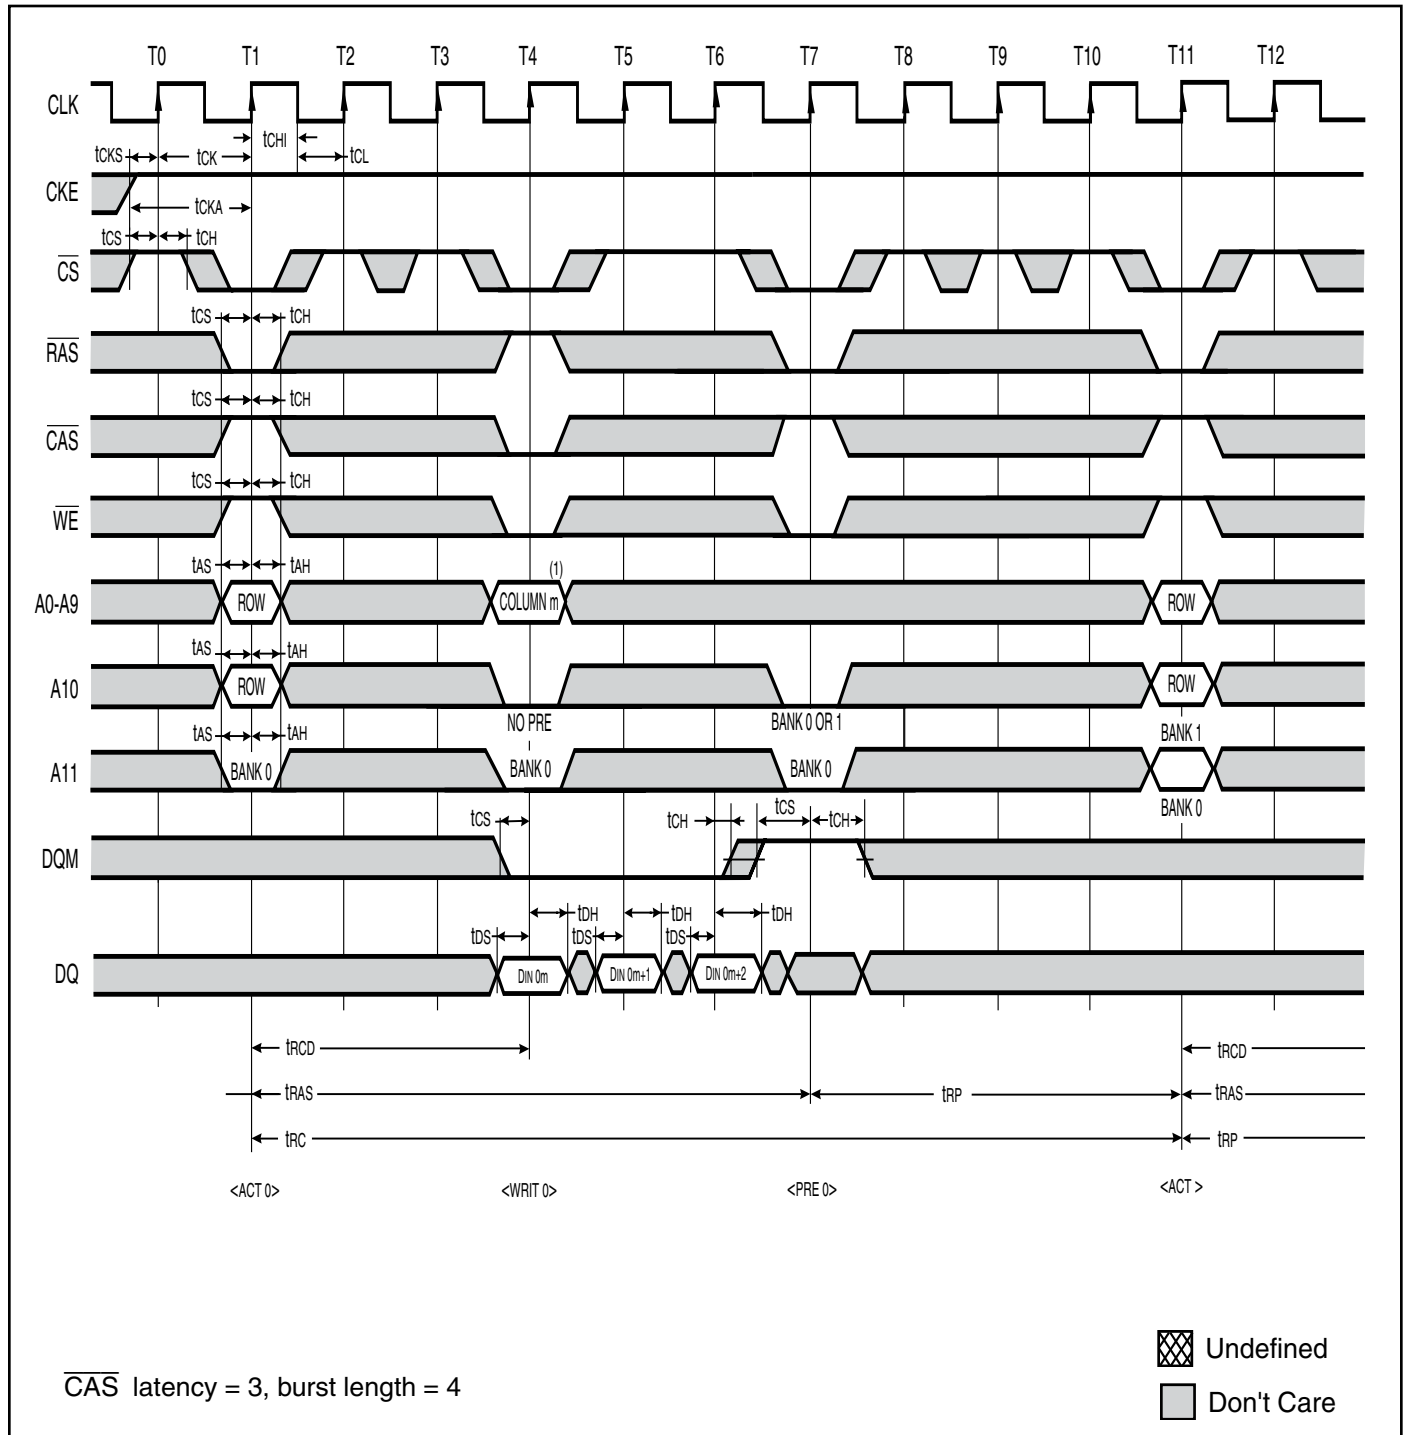 T0 T1 T2 T3 T4 T5 T6 T7 T8 T9 T10 T11 T12
CLK
tCHI
tCKS tCK tCL
CKE
tCKA
tCS tCH
CS
tCS tCH
RAS
tCS tCH
CAS
tCS tCH
WE
tAS tAH (1)
A0-A9 ROW COLUMN m ROW
tAS tAH
A10 ROW ROW
NO PRE BANK 0 OR 1
tAS tAH BANK 1
A11 BANK 0 BANK 0 BANK 0
BANK 0
tCS tCH tCS tCH
DQM
tDH tDH tDH
tDS tDS tDS
DQ DIN 0m DIN 0m+1 DIN 0m+2
tRCD tRCD
tRAS tRP tRAS
tRC tRP
<ACT 0> <WRIT 0> <PRE 0> <ACT >
Undefined
CAS latency = 3, burst length = 4
Don't Care